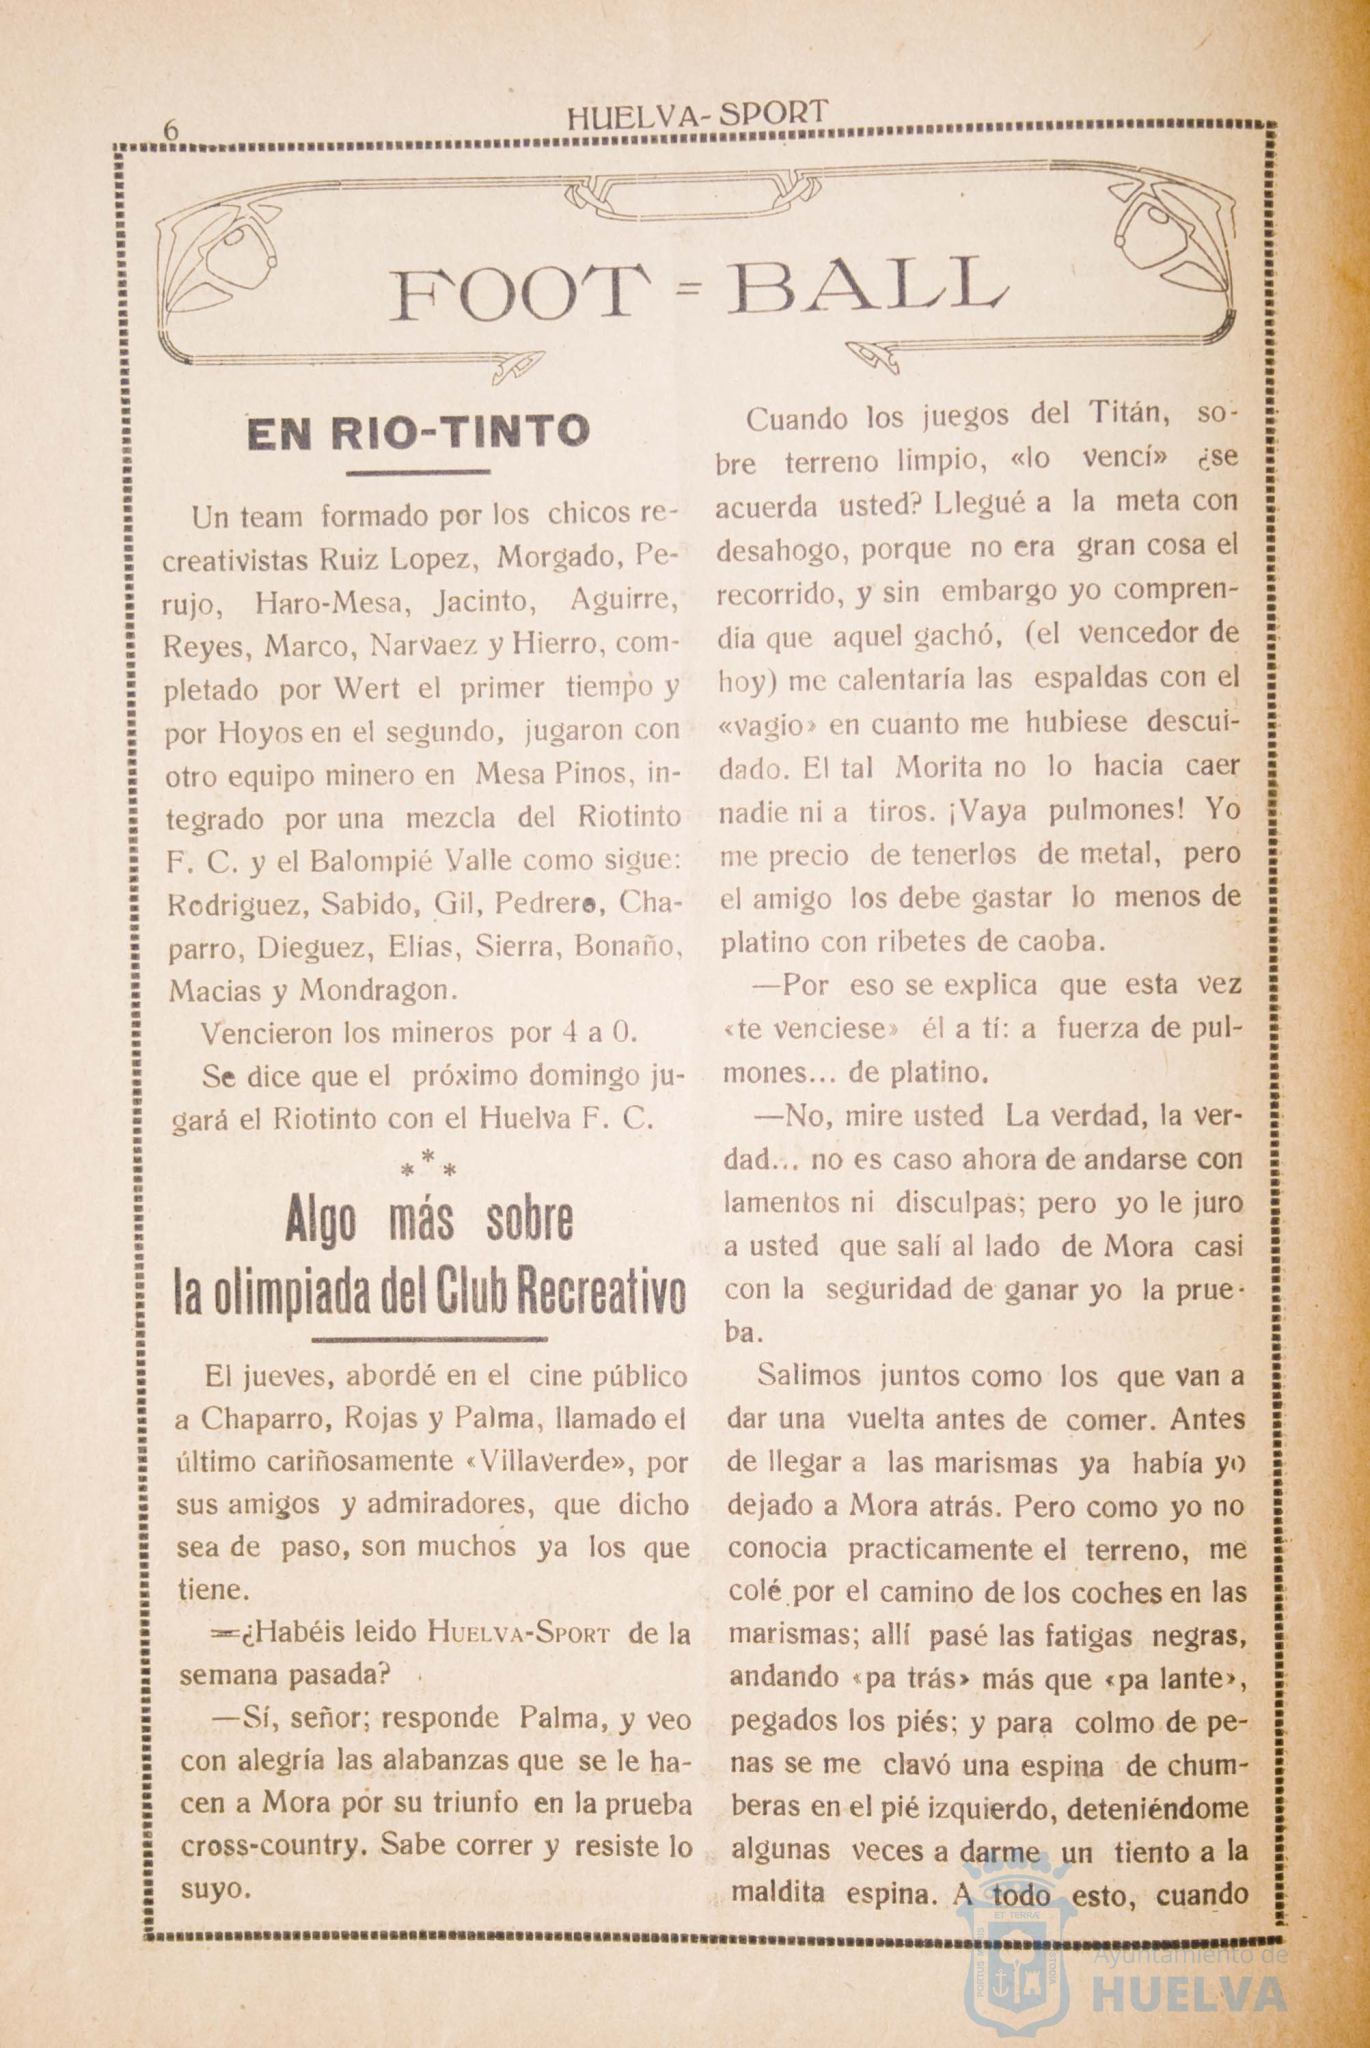 6
HUELVA-SPORT
FOOT=BALL
EN RIO-TINTO
Un team formado por los chicos re-
creativistas Ruiz Lopez, Morgado, Pe-
rujo, Haro-Mesa, Jacinto, Aguirre,
Reyes, Marco, Narvaez y Hierro, com-
pletado por Wert el primer tiempo y
por Hoyos en el segundo, jugaron con
otro equipo minero en Mesa Pinos, in-
tegrado por una mezcla del Riotinto
F. C. y el Balompié Valle como sigue:
Rodriguez, Sabido, Gil, Pedrero, Cha-
parro, Dieguez, Elías, Sierra, Bonaño,
Macias y Mondragon.
Vencieron los mineros por 4 a 0.
Se dice que el próximo domingo ju-
gará el Riotinto con el Huelva F. C.
***
Algo más sobre
la olimpiada del Club Recreativo
El jueves, abordé en el cine público
a Chaparro, Rojas y Palma, llamado el
último cariñosamente «Villaverde», por
sus amigos y admiradores, que dicho
sea de paso, son muchos ya los que
tiene.
—¿Habéis leido HUELVA-SPORT de la
semana pasada?
—Sí, señor; responde Palma, y veo
con alegría las alabanzas que se le ha-
cen a Mora por su triunfo en la prueba
cross-country. Sabe correr y resiste lo
suyo.
Cuando los juegos del Titán, so-
bre terreno limpio, «lo vencí» ¿se
acuerda usted? Llegué a la meta con
desahogo, porque no era gran cosa el
recorrido, y sin embargo yo compren-
dia que aquel gachó, (el vencedor de
hoy) me calentaría las espaldas con el
«vagio» en cuanto me hubiese descui-
dado. El tal Morita no lo hacia caer
nadie ni a tiros. ¡Vaya pulmones! Yo
me precio de tenerlos de metal, pero
el amigo los debe gastar lo menos de
platino con ribetes de caoba.
—Por eso se explica que esta vez
«te venciese» él a tí: a fuerza de pul-
mones... de platino.
—No, mire usted La verdad, la ver-
dad... no es caso ahora de andarse con
lamentos ni disculpas; pero yo le juro
a usted que salí al lado de Mora casi
con la seguridad de ganar yo la prue-
ba.
Salimos juntos como los que van a
dar una vuelta antes de comer. Antes
de llegar a las marismas ya había yo
dejado a Mora atrás. Pero como yo no
conocia practicamente el terreno, me
colé por el camino de los coches en las
marismas; allí pasé las fatigas negras,
andando «pa trás» más que «pa lante»,
pegados los piés; y para colmo de pe-
nas se me clavó una espina de chum-
beras en el pié izquierdo, deteniéndome
algunas veces a darme un tiento a la
maldita espina. A todo esto, cuando
Ayuntamiento de
HUELVA
PORTUS MARIS
ET TERRÆ
CUSTODIA